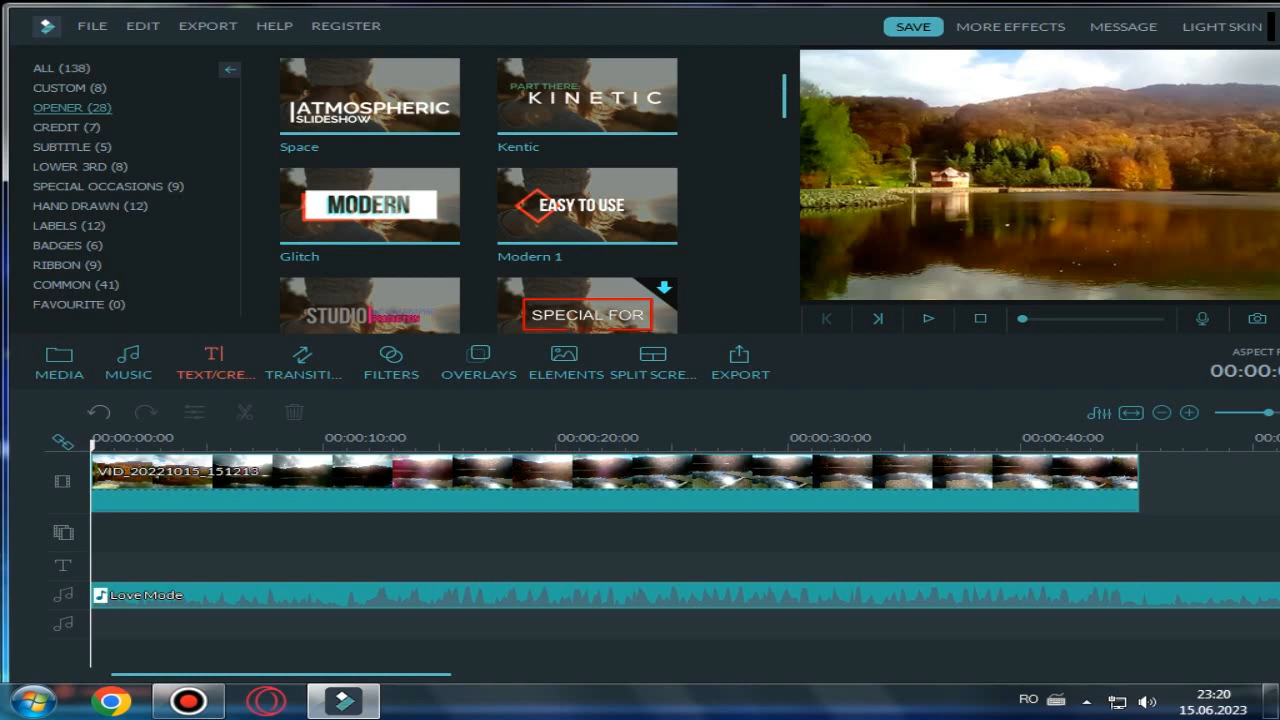 FILE EDIT EXPORT HELP REGISTER SAVE MORE EFFECTS MESSAGE LIGHT SKIN
ALL (138)
CUSTOM (8)
OPENER (28)
CREDIT (7)
SUBTITLE (5)
LOWER 3RD (8)
SPECIAL OCCASIONS (9)
HAND DRAWN (12)
LABELS (12)
BADGES (6)
RIBBON (9)
COMMON (41)
FAVOURITE (0)
ATMOSPHERIC
SLIDESHOW
Space
PART THERE:
KINETIC
Kentic
MODERN
Glitch
EASY TO USE
Modern 1
STUDIO
SPECIAL FOR
MEDIA MUSIC TEXT/CRE... TRANSITI... FILTERS OVERLAYS ELEMENTS SPLIT SCRE... EXPORT
ASPECT
00:00:
00:00:00:00 00:00:10:00 00:00:20:00 00:00:30:00 00:00:40:00
VID_20221015_151213
Love Mode
RO
23:20
15.06.2023